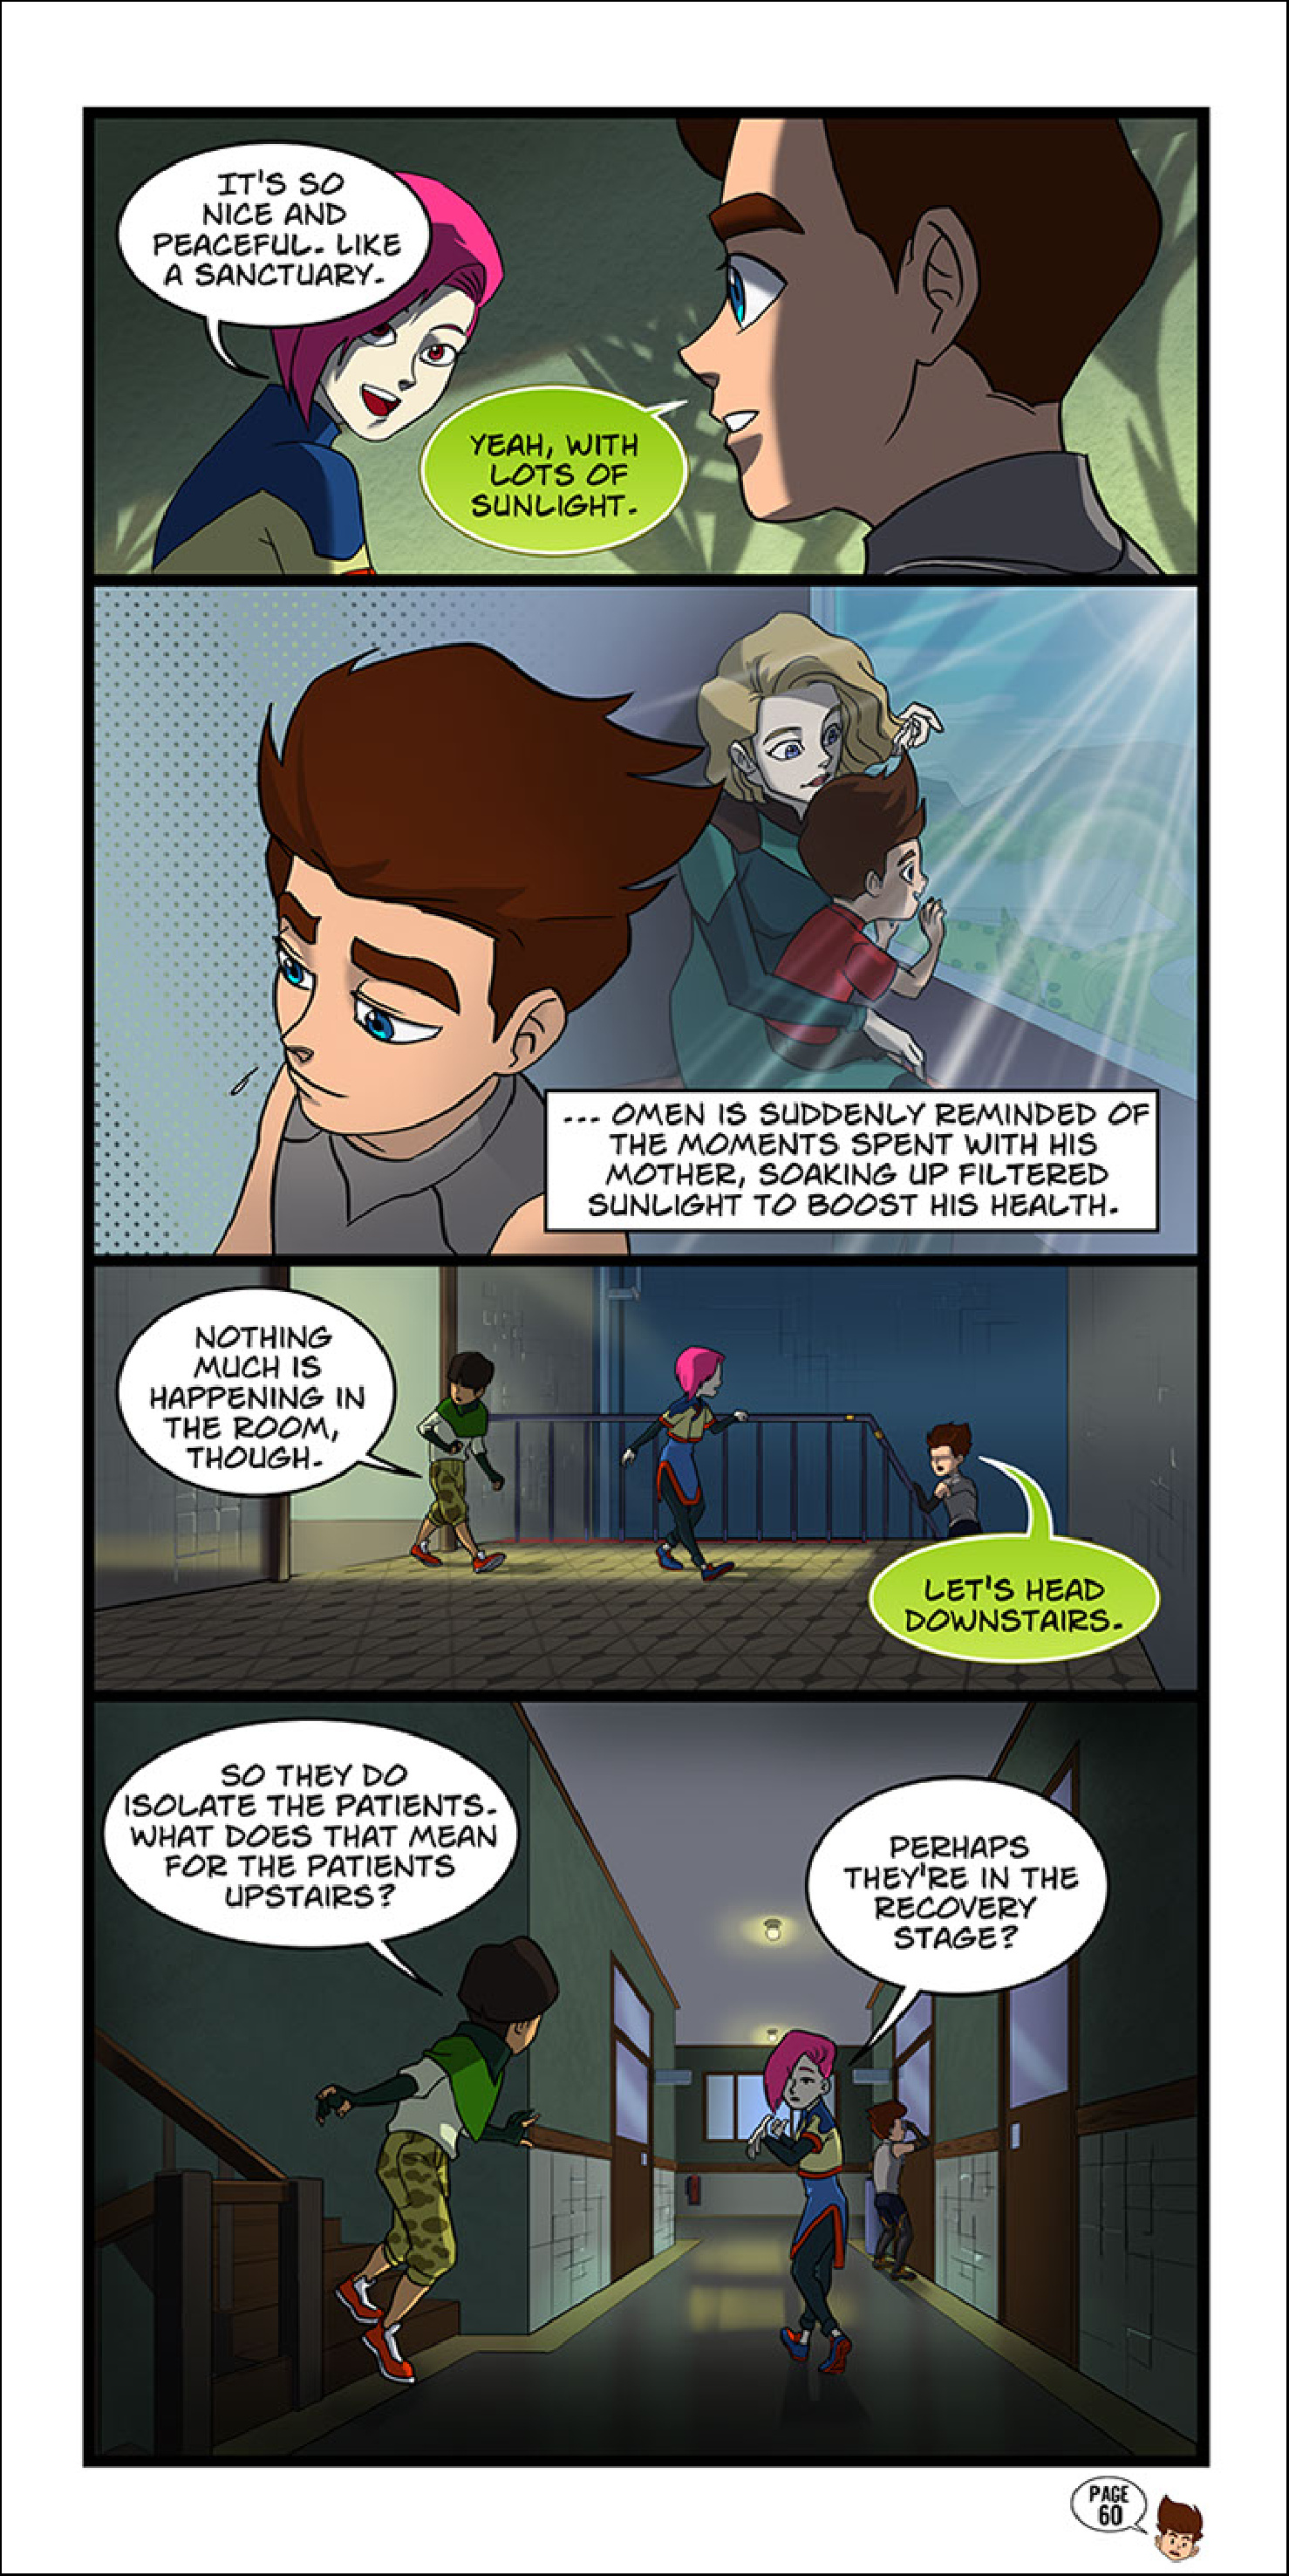 IT'S SO
NICE AND
PEACEFUL. LIKE
A SANCTUARY.
YEAH, WITH
LOTS OF
SUNLIGHT.
... OMEN IS SUDDENLY REMINDED OF
THE MOMENTS SPENT WITH HIS
MOTHER, SOAKING UP FILTERED
SUNLIGHT TO BOOST HIS HEALTH.
NOTHING
MUCH IS
HAPPENING IN
THE ROOM,
THOUGH.
LET'S HEAD
DOWNSTAIRS.
SO THEY DO
ISOLATE THE PATIENTS.
WHAT DOES THAT MEAN
FOR THE PATIENTS
UPSTAIRS?
PERHAPS
THEY'RE IN THE
RECOVERY
STAGE?
PAGE
60